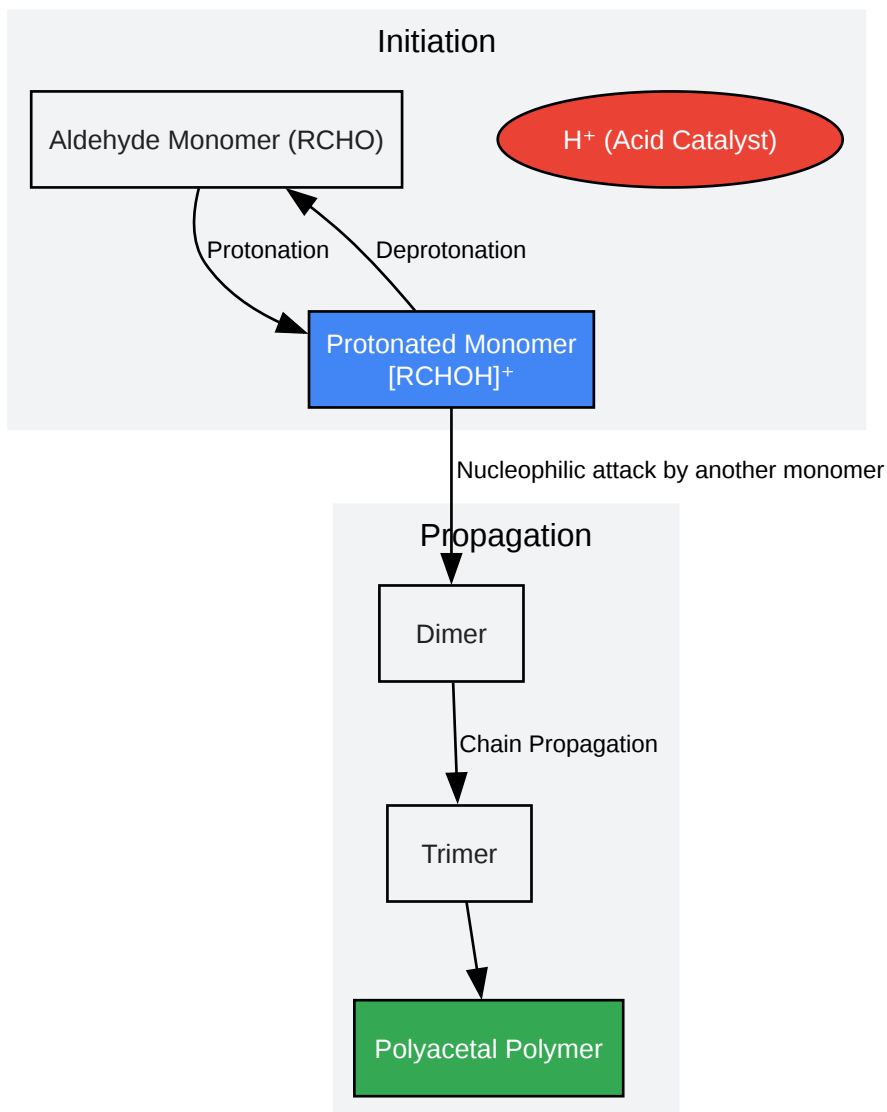 Initiation
Aldehyde Monomer (RCHO)
H⁺ (Acid Catalyst)
Protonation
Deprotonation
Protonated Monomer
[RCHOH]⁺
Nucleophilic attack by another monomer
Propagation
Dimer
Chain Propagation
Trimer
Polyacetal Polymer